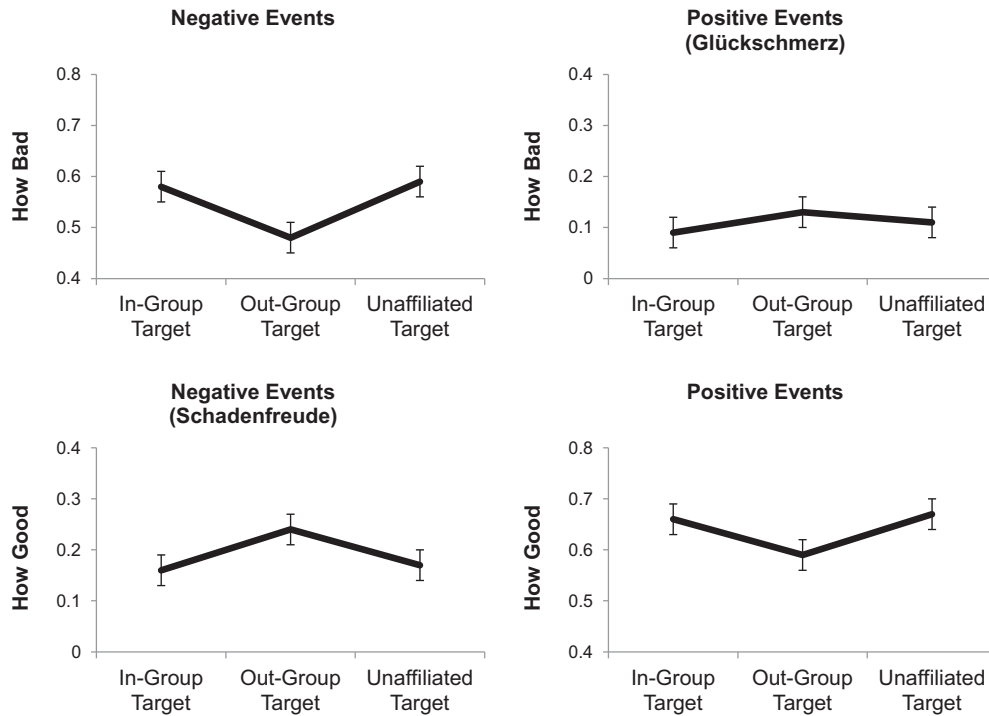 Negative Events
How Bad
0.8
0.7
0.6
0.5
0.4
In-Group
Target
Out-Group
Target
Unaffiliated
Target
Positive Events
(Glückschmerz)
How Bad
0.4
0.3
0.2
0.1
0
In-Group
Target
Out-Group
Target
Unaffiliated
Target
Negative Events
(Schadenfreude)
How Good
0.4
0.3
0.2
0.1
0
In-Group
Target
Out-Group
Target
Unaffiliated
Target
Positive Events
How Good
0.8
0.7
0.6
0.5
0.4
In-Group
Target
Out-Group
Target
Unaffiliated
Target